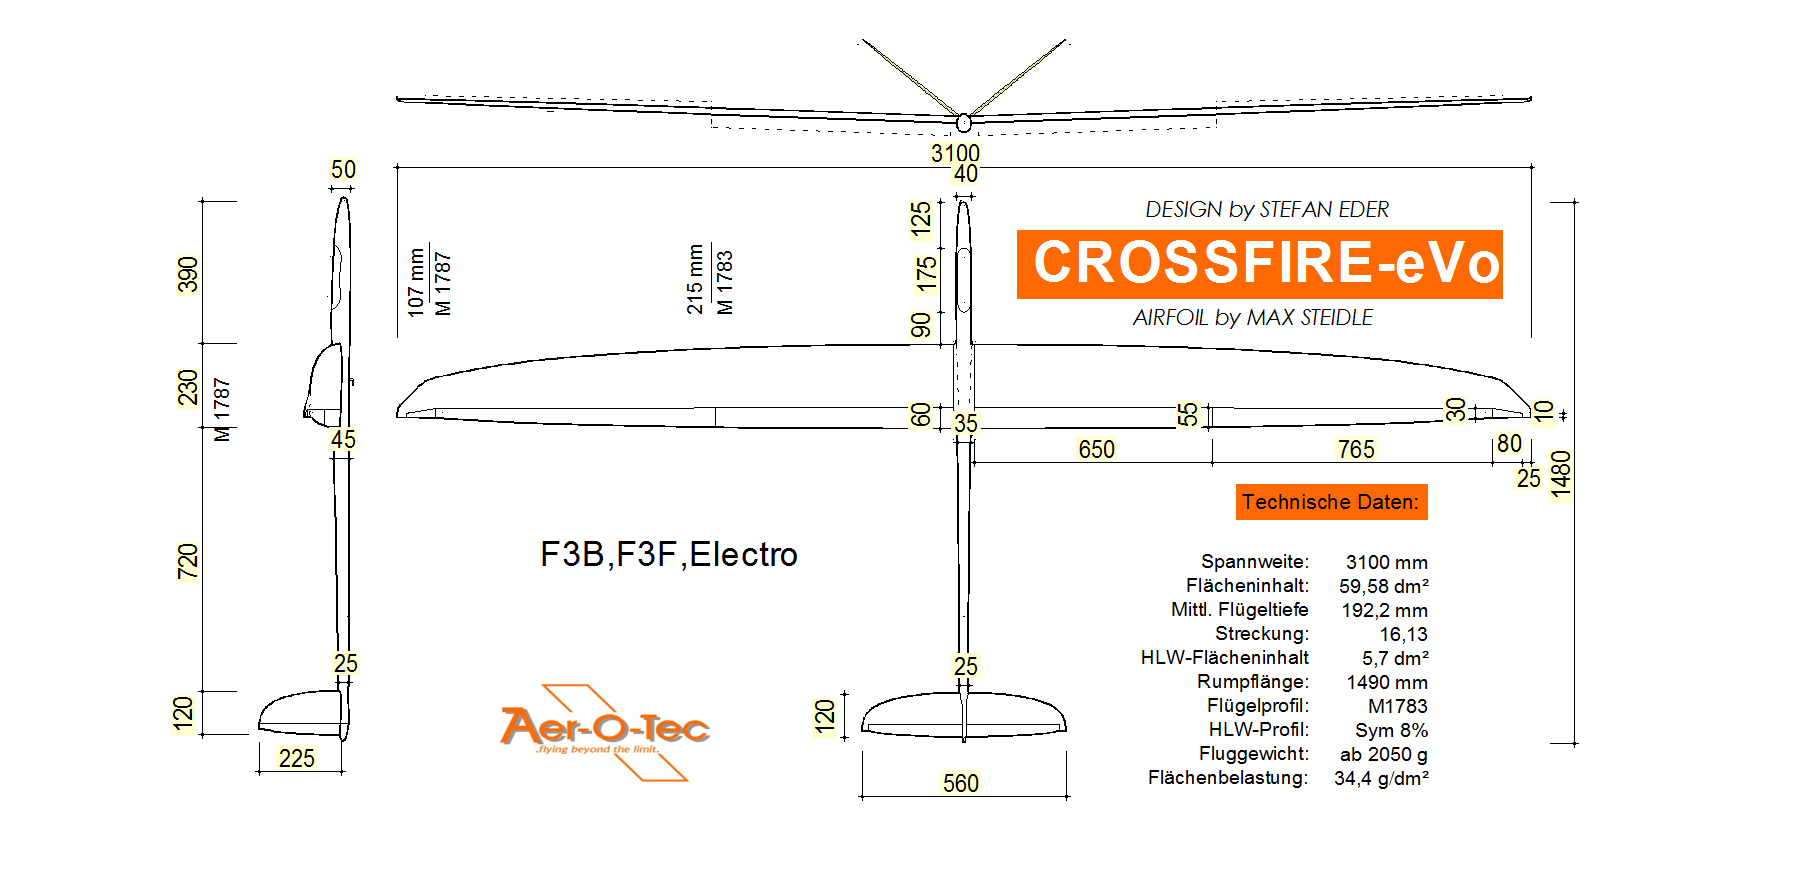 3100
40
50
DESIGN by STEFAN EDER
CROSSFIRE-eVo
AIRFOIL by MAX STEIDLE
125
175
90
390
230
720
120
M 1787
107 mm
M 1787
215 mm
M 1783
45
60
35
55
30
10
650
765
80
25
1480
25
225
F3B,F3F,Electro
Aer-O-Tec
.flying beyond the limit.
25
120
560
Technische Daten:
Spannweite: 3100 mm
Flächeninhalt: 59,58 dm²
Mittl. Flügeltiefe 192,2 mm
Streckung: 16,13
HLW-Flächeninhalt 5,7 dm²
Rumpflänge: 1490 mm
Flügelprofil: M1783
HLW-Profil: Sym 8%
Fluggewicht: ab 2050 g
Flächenbelastung: 34,4 g/dm²